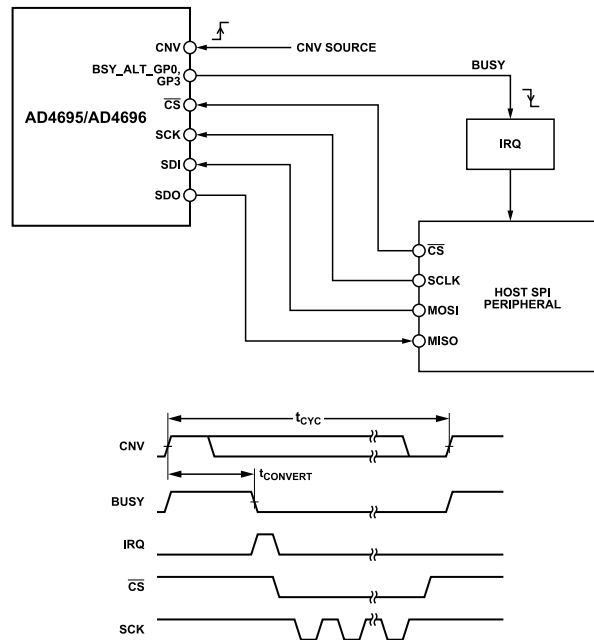 CNV
CNV SOURCE
BSY_ALT_GP0,
GP3
BUSY
CS
AD4695/AD4696
SCK
IRQ
SDI
SDO
CS
SCLK
HOST SPI
PERIPHERAL
MOSI
MISO
tCYC
CNV
tCONVERT
BUSY
IRQ
CS
SCK